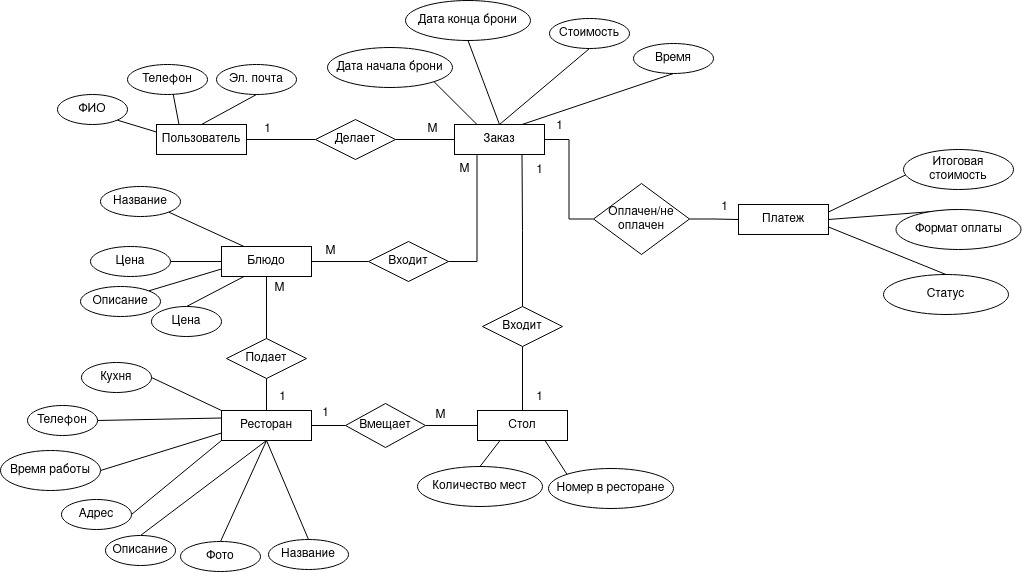 Дата конца брони
Стоимость
Время
Дата начала брони
Телефон
Эл. почта
ФИО
Пользователь
1
Делает
М
Заказ
1
М
1
Итоговая
стоимость
Оплачен/не
оплачен
1
Платеж
Формат оплаты
Статус
Название
Цена
Блюдо
М
Входит
Описание
М
Цена
Входит
Подает
Кухня
1
1
Телефон
Ресторан
1
Вмещает
М
Стол
Время работы
Количество мест
Номер в ресторане
Адрес
Описание
Фото
Название